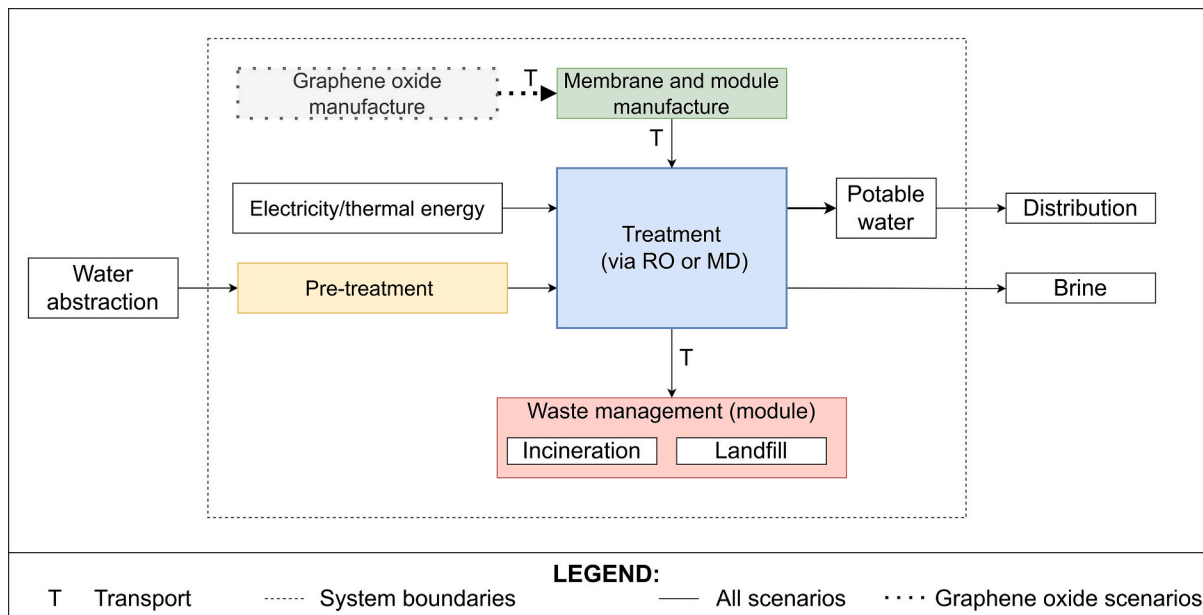 Graphene oxide
manufacture
T
Membrane and module
manufacture
T
Electricity/thermal energy
Treatment
(via RO or MD)
Potable
water
Distribution
Water
abstraction
Pre-treatment
Brine
T
Waste management (module)
Incineration
Landfill
LEGEND:
T Transport
System boundaries
All scenarios
Graphene oxide scenarios